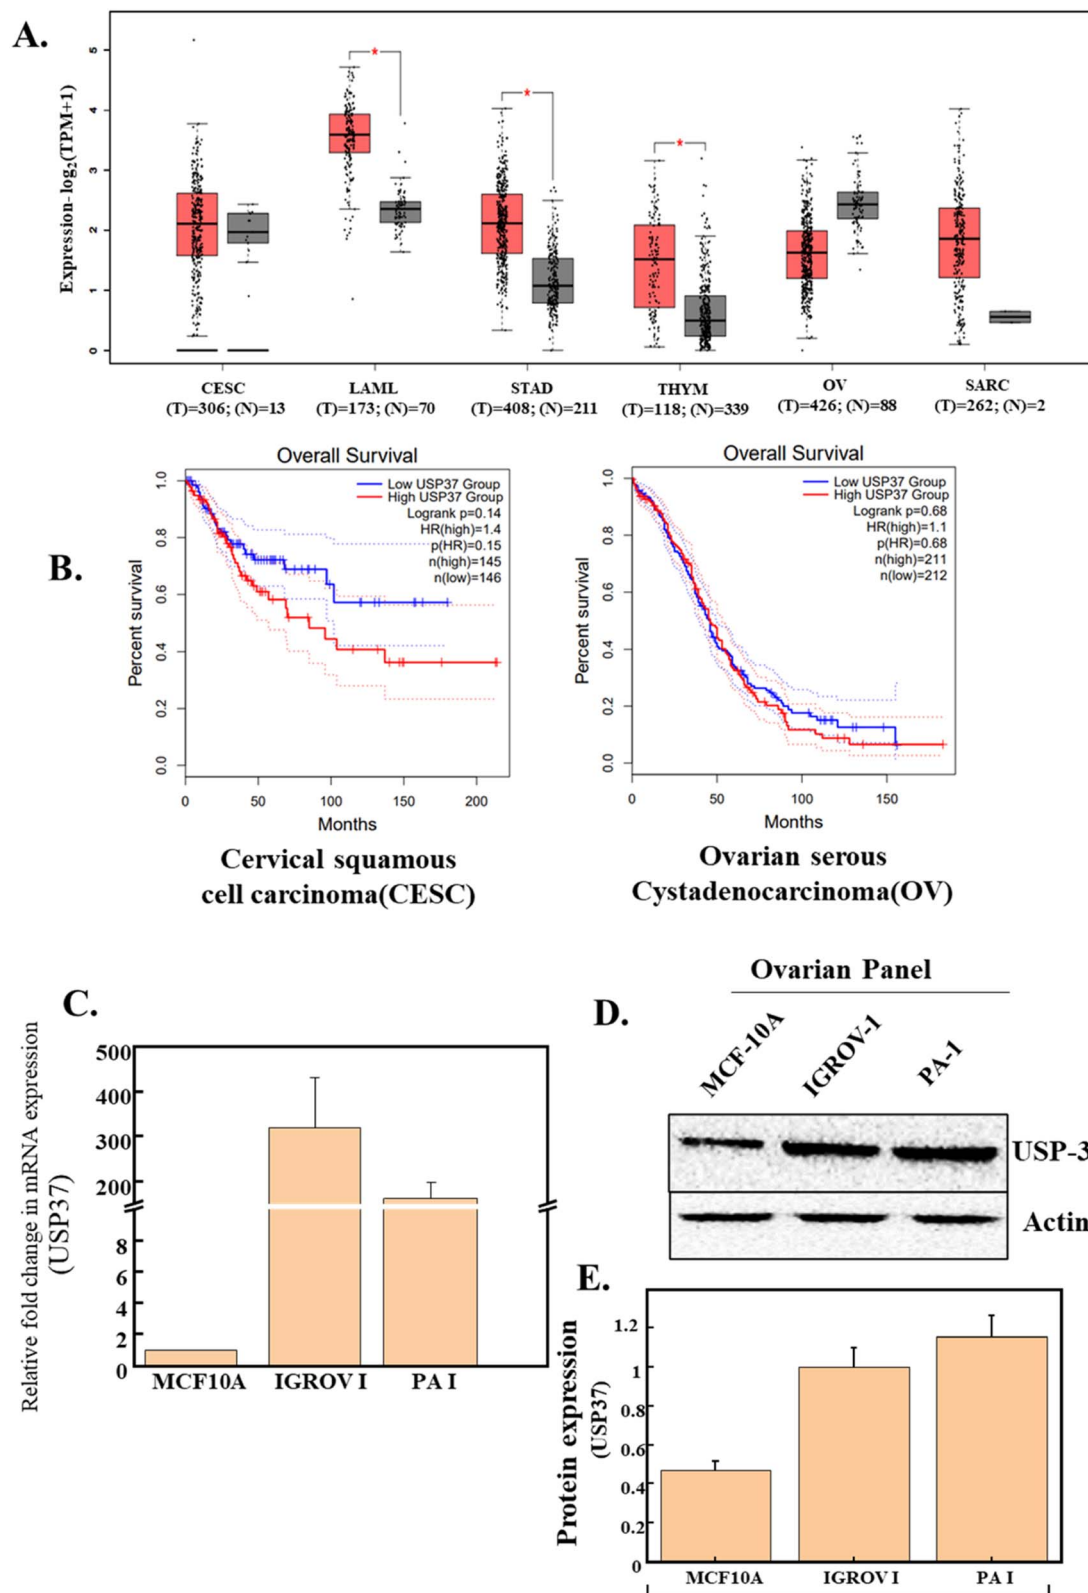 A.
Expression-log2(TPM+1)
5
4
3
2
1
0
*
*
*
CESC
(T)=306; (N)=13
LAML
(T)=173; (N)=70
STAD
(T)=408; (N)=211
THYM
(T)=118; (N)=339
OV
(T)=426; (N)=88
SARC
(T)=262; (N)=2
B.
Overall Survival
Low USP37 Group
High USP37 Group
Logrank p=0.14
HR(high)=1.4
p(HR)=0.15
n(high)=145
n(low)=146
Percent survival
1.0
0.8
0.6
0.4
0.2
0.0
0 50 100 150 200
Months
Cervical squamous
cell carcinoma(CESC)
Overall Survival
Low USP37 Group
High USP37 Group
Logrank p=0.68
HR(high)=1.1
p(HR)=0.68
n(high)=211
n(low)=212
Percent survival
1.0
0.8
0.6
0.4
0.2
0.0
0 50 100 150
Months
Ovarian serous
Cystadenocarcinoma(OV)
C.
Relative fold change in mRNA expression
(USP37)
500
400
300
200
8
6
4
2
0
MCF10A IGROV I PA I
Ovarian Panel
D.
MCF-10A
IGROV-1
PA-1
USP-3
Actin
E.
Protein expression
(USP37)
1.2
1
0.8
0.6
0.4
0.2
0
MCF10A IGROV I PA I